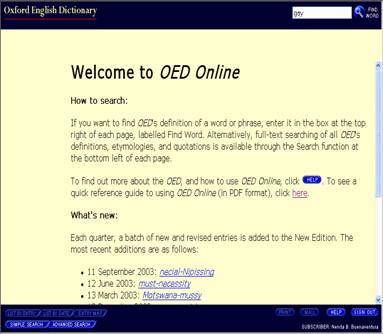 Oxford English Dictionary
gay
FIND
WORD
Welcome to OED Online
How to search:
If you want to find OED's definition of a word or phrase, enter it in the box at the top
right of each page, labelled Find Word. Alternatively, full-text searching of all OED's
definitions, etymologies, and quotations is available through the Search function at
the bottom left of each page.
To find out more about the OED, and how to use OED Online, click HELP. To see a
quick reference guide to using OED Online (in PDF format), click here.
What's new:
Each quarter, a batch of new and revised entries is added to the New Edition. The
most recent additions are as follows:
• 11 September 2003: necial-Nipissing
• 12 June 2003: must-necessity
• 13 March 2003: Motswana-mussy
LIST BY ENTRY LIST BY DATE ENTRY MAP PRINT MAIL HELP SIGN OUT
SIMPLE SEARCH ADVANCED SEARCH SUBSCRIBER: Nerida B. Buenaventura